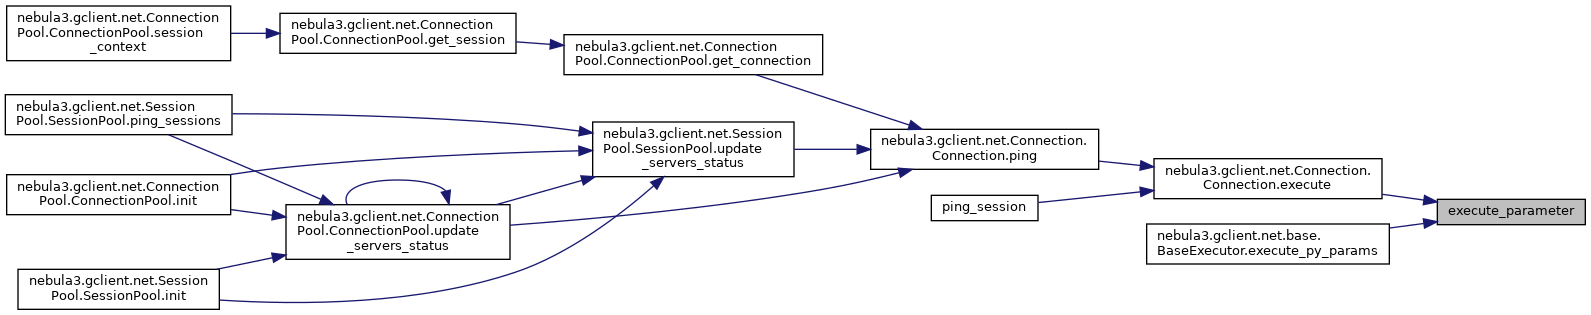 nebula3.gclient.net.Connection
Pool.ConnectionPool.session
_context
nebula3.gclient.net.Connection
Pool.ConnectionPool.get_session
nebula3.gclient.net.Connection
Pool.ConnectionPool.get_connection
nebula3.gclient.net.Session
Pool.SessionPool.ping_sessions
nebula3.gclient.net.Session
Pool.SessionPool.update
_servers_status
nebula3.gclient.net.Connection.
Connection.ping
nebula3.gclient.net.Connection.
Connection.execute
nebula3.gclient.net.Connection
Pool.ConnectionPool.init
ping_session
execute_parameter
nebula3.gclient.net.Connection
Pool.ConnectionPool.update
_servers_status
nebula3.gclient.net.base.
BaseExecutor.execute_py_params
nebula3.gclient.net.Session
Pool.SessionPool.init